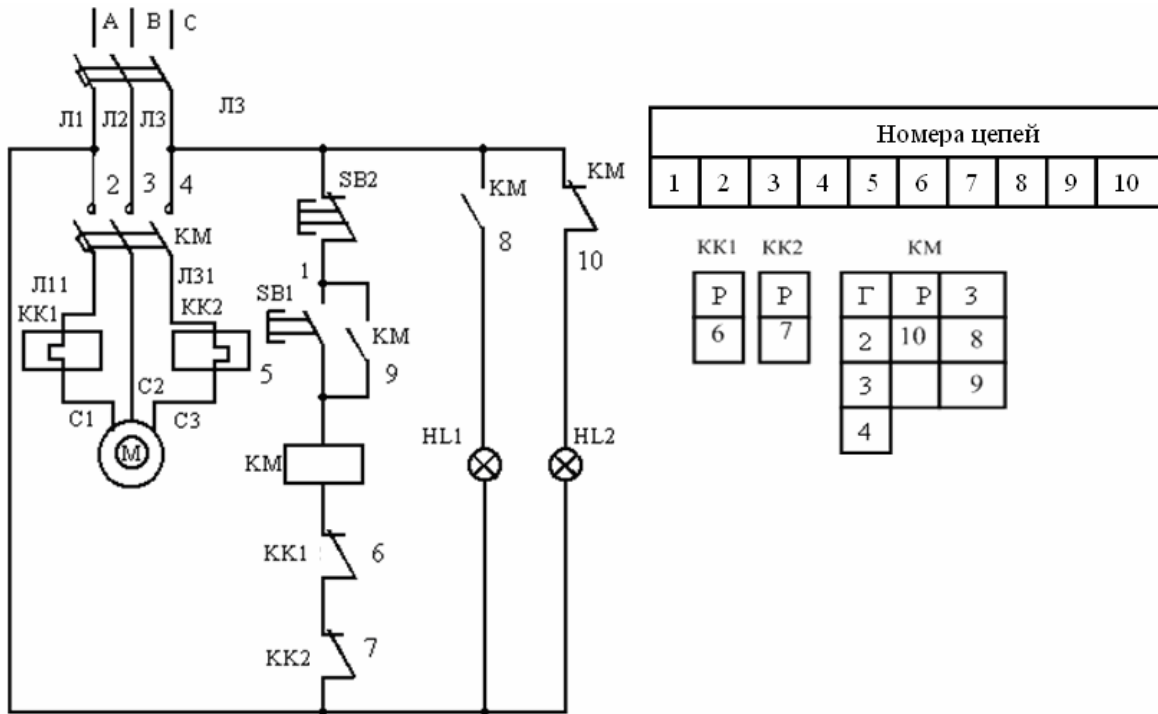 A B C
Л1 Л2 Л3 Л3
2 3 4
SB2
KM
KM
KM
8
10
Л11 Л31
1
KK1 KK2
SB1
KM
5
9
C2
C1 C3
M
HL1
HL2
KM
KK1 6
KK2 7
Номера цепей
1 2 3 4 5 6 7 8 9 10
KK1 KK2 KM
Р Р Г Р З
6 7 2 10 8
3 9
4